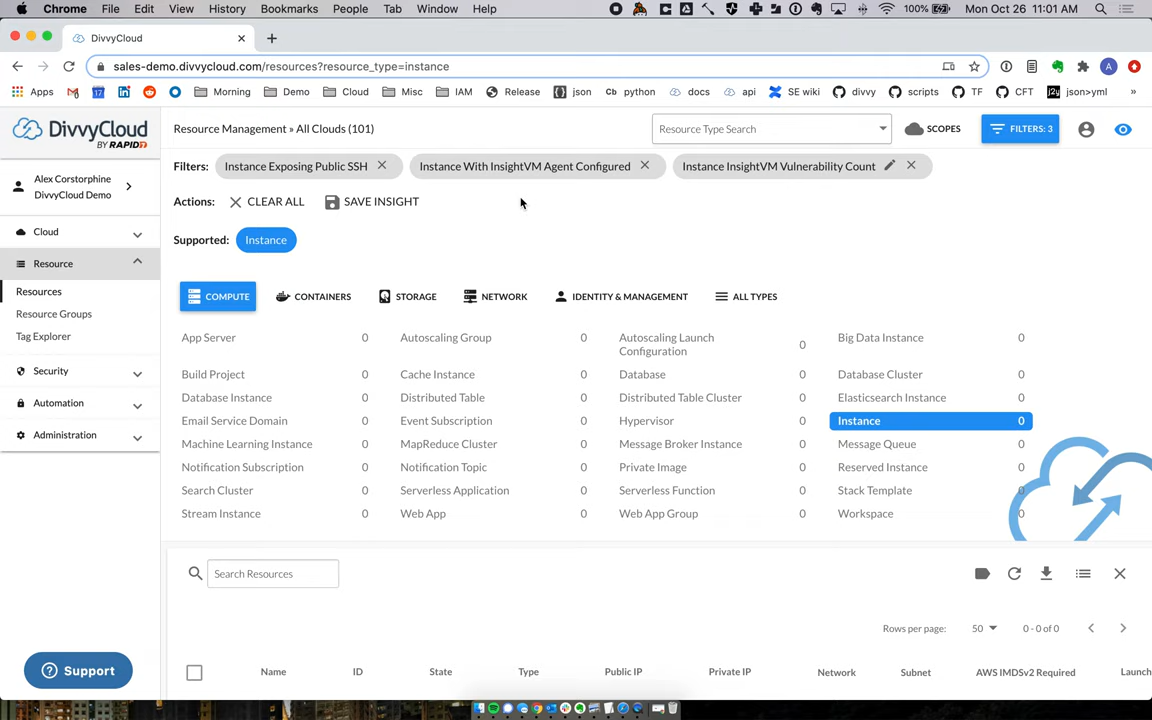 Chrome File Edit View History Bookmarks People Tab Window Help 100% Mon Oct 26 11:01 AM
DivvyCloud
sales-demo.divvycloud.com/resources?resource_type=instance
Apps Morning Demo Cloud Misc IAM Release json Cb python docs api SE wiki divvy scripts TF CFT json>yml »
DivvyCloud
BY RAPID7
Resource Management » All Clouds (101)
Resource Type Search
SCOPES
FILTERS: 3
Alex Corstorphine
DivvyCloud Demo
Filters: Instance Exposing Public SSH Instance With InsightVM Agent Configured Instance InsightVM Vulnerability Count
Actions: CLEAR ALL SAVE INSIGHT
Supported: Instance
Cloud
Resource
Resources
Resource Groups
Tag Explorer
Security
Automation
Administration
COMPUTE CONTAINERS STORAGE NETWORK IDENTITY & MANAGEMENT ALL TYPES
App Server 0 Autoscaling Group 0 Autoscaling Launch Configuration 0 Big Data Instance 0
Build Project 0 Cache Instance 0 Database 0 Database Cluster 0
Database Instance 0 Distributed Table 0 Distributed Table Cluster 0 Elasticsearch Instance 0
Email Service Domain 0 Event Subscription 0 Hypervisor 0 Instance 0
Machine Learning Instance 0 MapReduce Cluster 0 Message Broker Instance 0 Message Queue 0
Notification Subscription 0 Notification Topic 0 Private Image 0 Reserved Instance 0
Search Cluster 0 Serverless Application 0 Serverless Function 0 Stack Template 0
Stream Instance 0 Web App 0 Web App Group 0 Workspace 0
Search Resources
Rows per page: 50 0-0 of 0
Name ID State Type Public IP Private IP Network Subnet AWS IMDSv2 Required Launch
Support